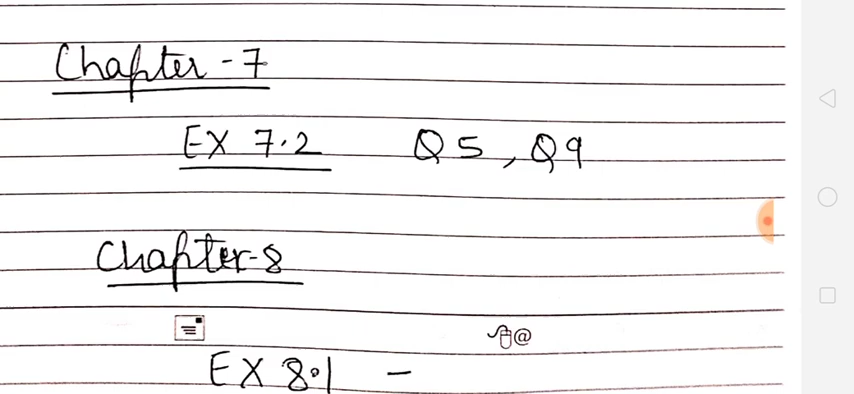 Chapter - 7
EX 7.2 Q5, Q9
Chapter-8
@
EX 8.1 -